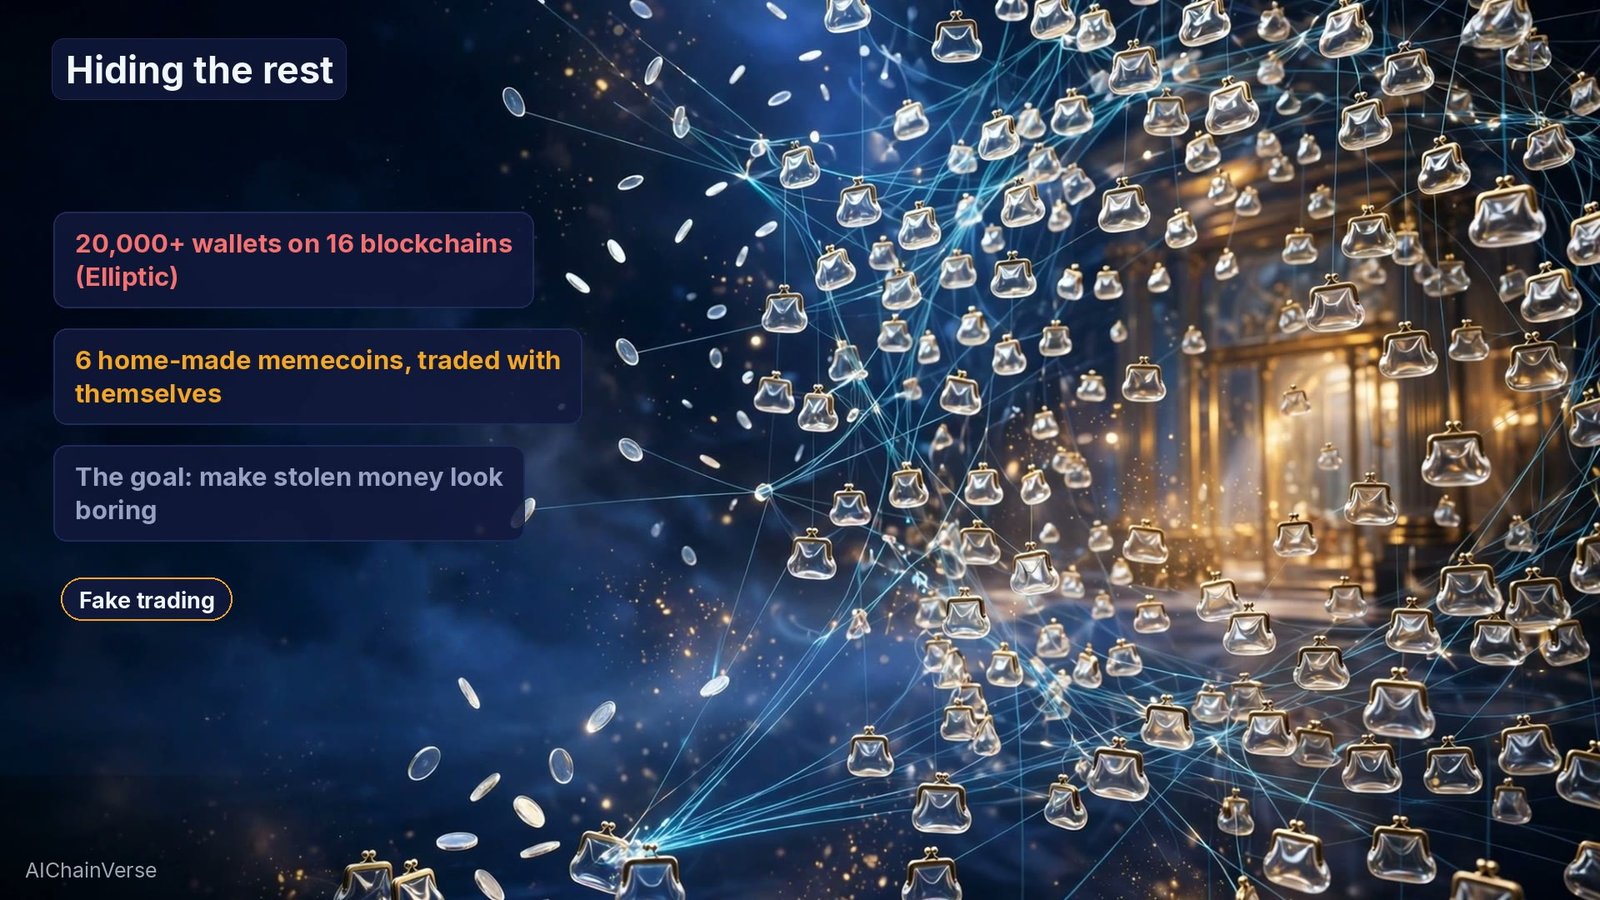 Hiding the rest
20,000+ wallets on 16 blockchains
(Elliptic)
6 home-made memecoins, traded with
themselves
The goal: make stolen money look
boring
Fake trading
AIChainVerse